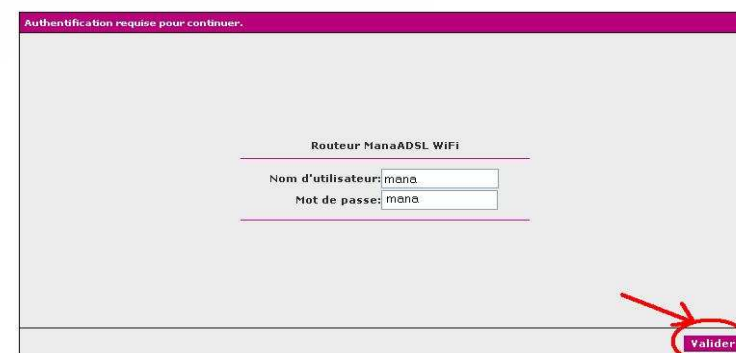 Authentification requise pour continuer.
Routeur ManaADSL WiFi
Nom d'utilisateur: mana
Mot de passe: mana
Valider